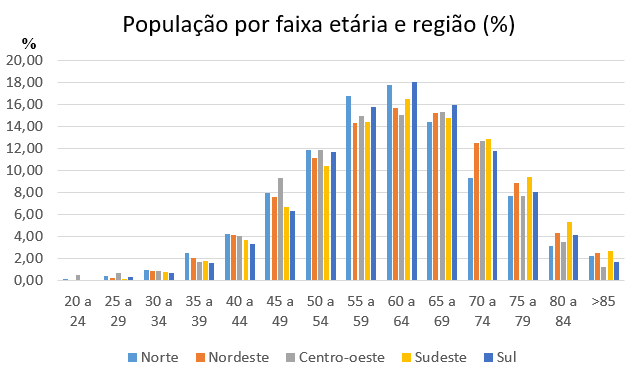 População por faixa etária e região (%)
%
20,00
18,00
16,00
14,00
12,00
10,00
8,00
6,00
4,00
2,00
0,00
20 a 24
25 a 29
30 a 34
35 a 39
40 a 44
45 a 49
50 a 54
55 a 59
60 a 64
65 a 69
70 a 74
75 a 79
80 a 84
>85
Norte
Nordeste
Centro-oeste
Sudeste
Sul